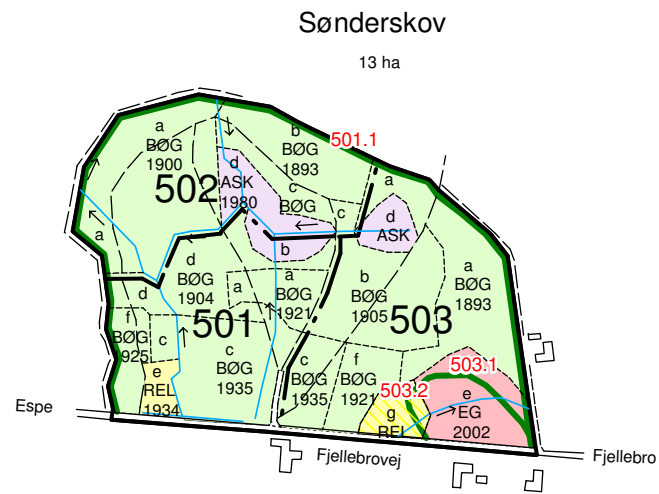 Sønderskov
13 ha
a
BØG
1900
b
BØG
1893
501.1
502
d
ASK
1980
c
BØG
c
a
d
ASK
a
b
d
BØG
1904
a
a
BØG
1921
b
BØG
1905
a
BØG
1893
d
501
503
f
BØG
925
c
c
BØG
1935
e
REL
1934
c
BØG
1935
f
BØG
1921
503.1
503.2
e
EG
2002
g
REL
Espe
Fjellebrovej
Fjellebro